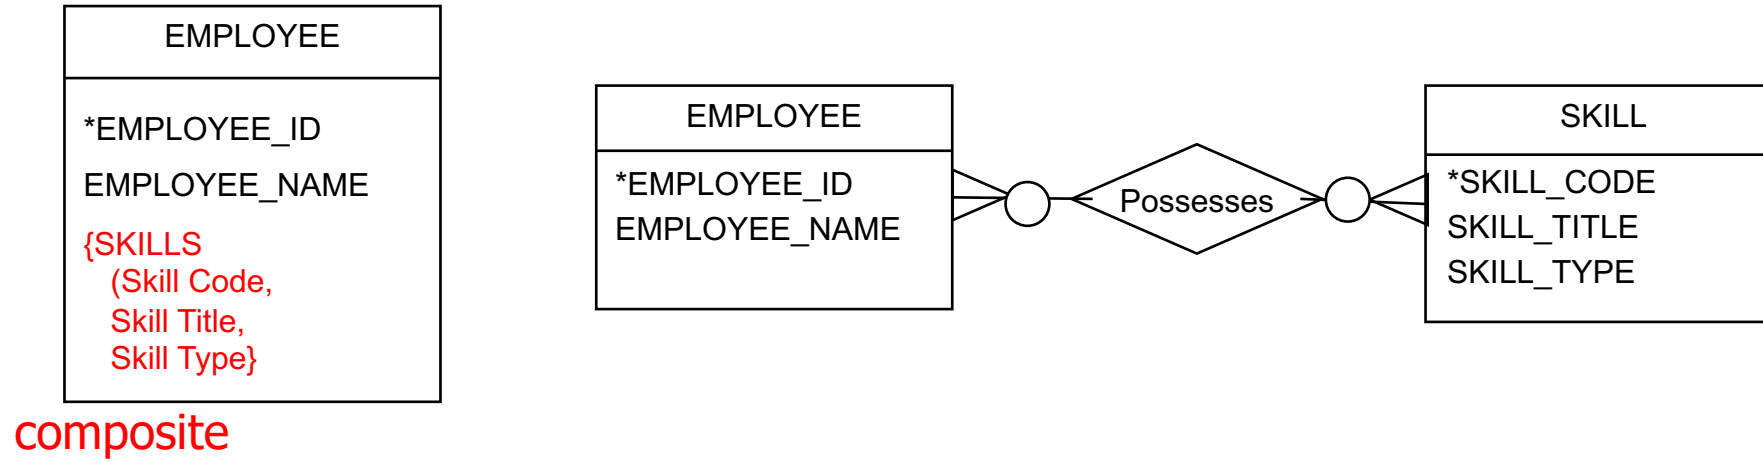 EMPLOYEE
*EMPLOYEE_ID
EMPLOYEE_NAME
{SKILLS
(Skill Code,
Skill Title,
Skill Type}
composite
EMPLOYEE
*EMPLOYEE_ID
EMPLOYEE_NAME
Possesses
SKILL
*SKILL_CODE
SKILL_TITLE
SKILL_TYPE